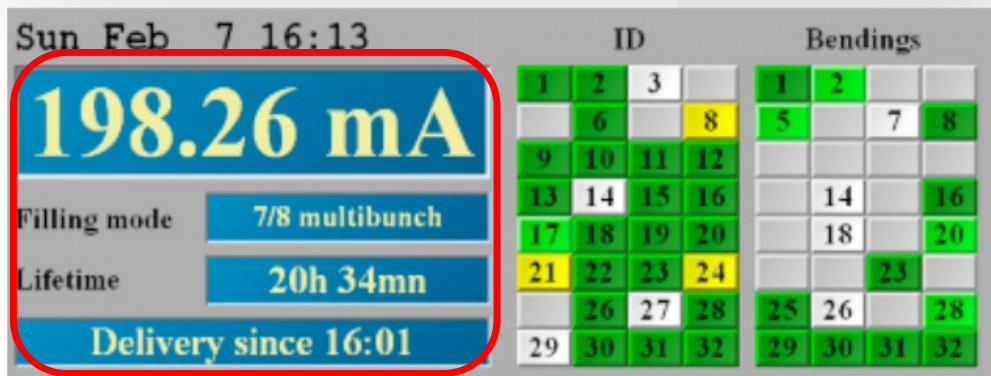 Sun Feb 7 16:13
198.26 mA
Filling mode 7/8 multibunch
Lifetime 20h 34mn
Delivery since 16:01
ID
1 2 3
6 8
9 10 11 12
13 14 15 16
17 18 19 20
21 22 23 24
26 27 28
29 30 31 32
Bendings
1 2
5 7 8
14 16
18 20
23
25 26 28
29 30 31 32